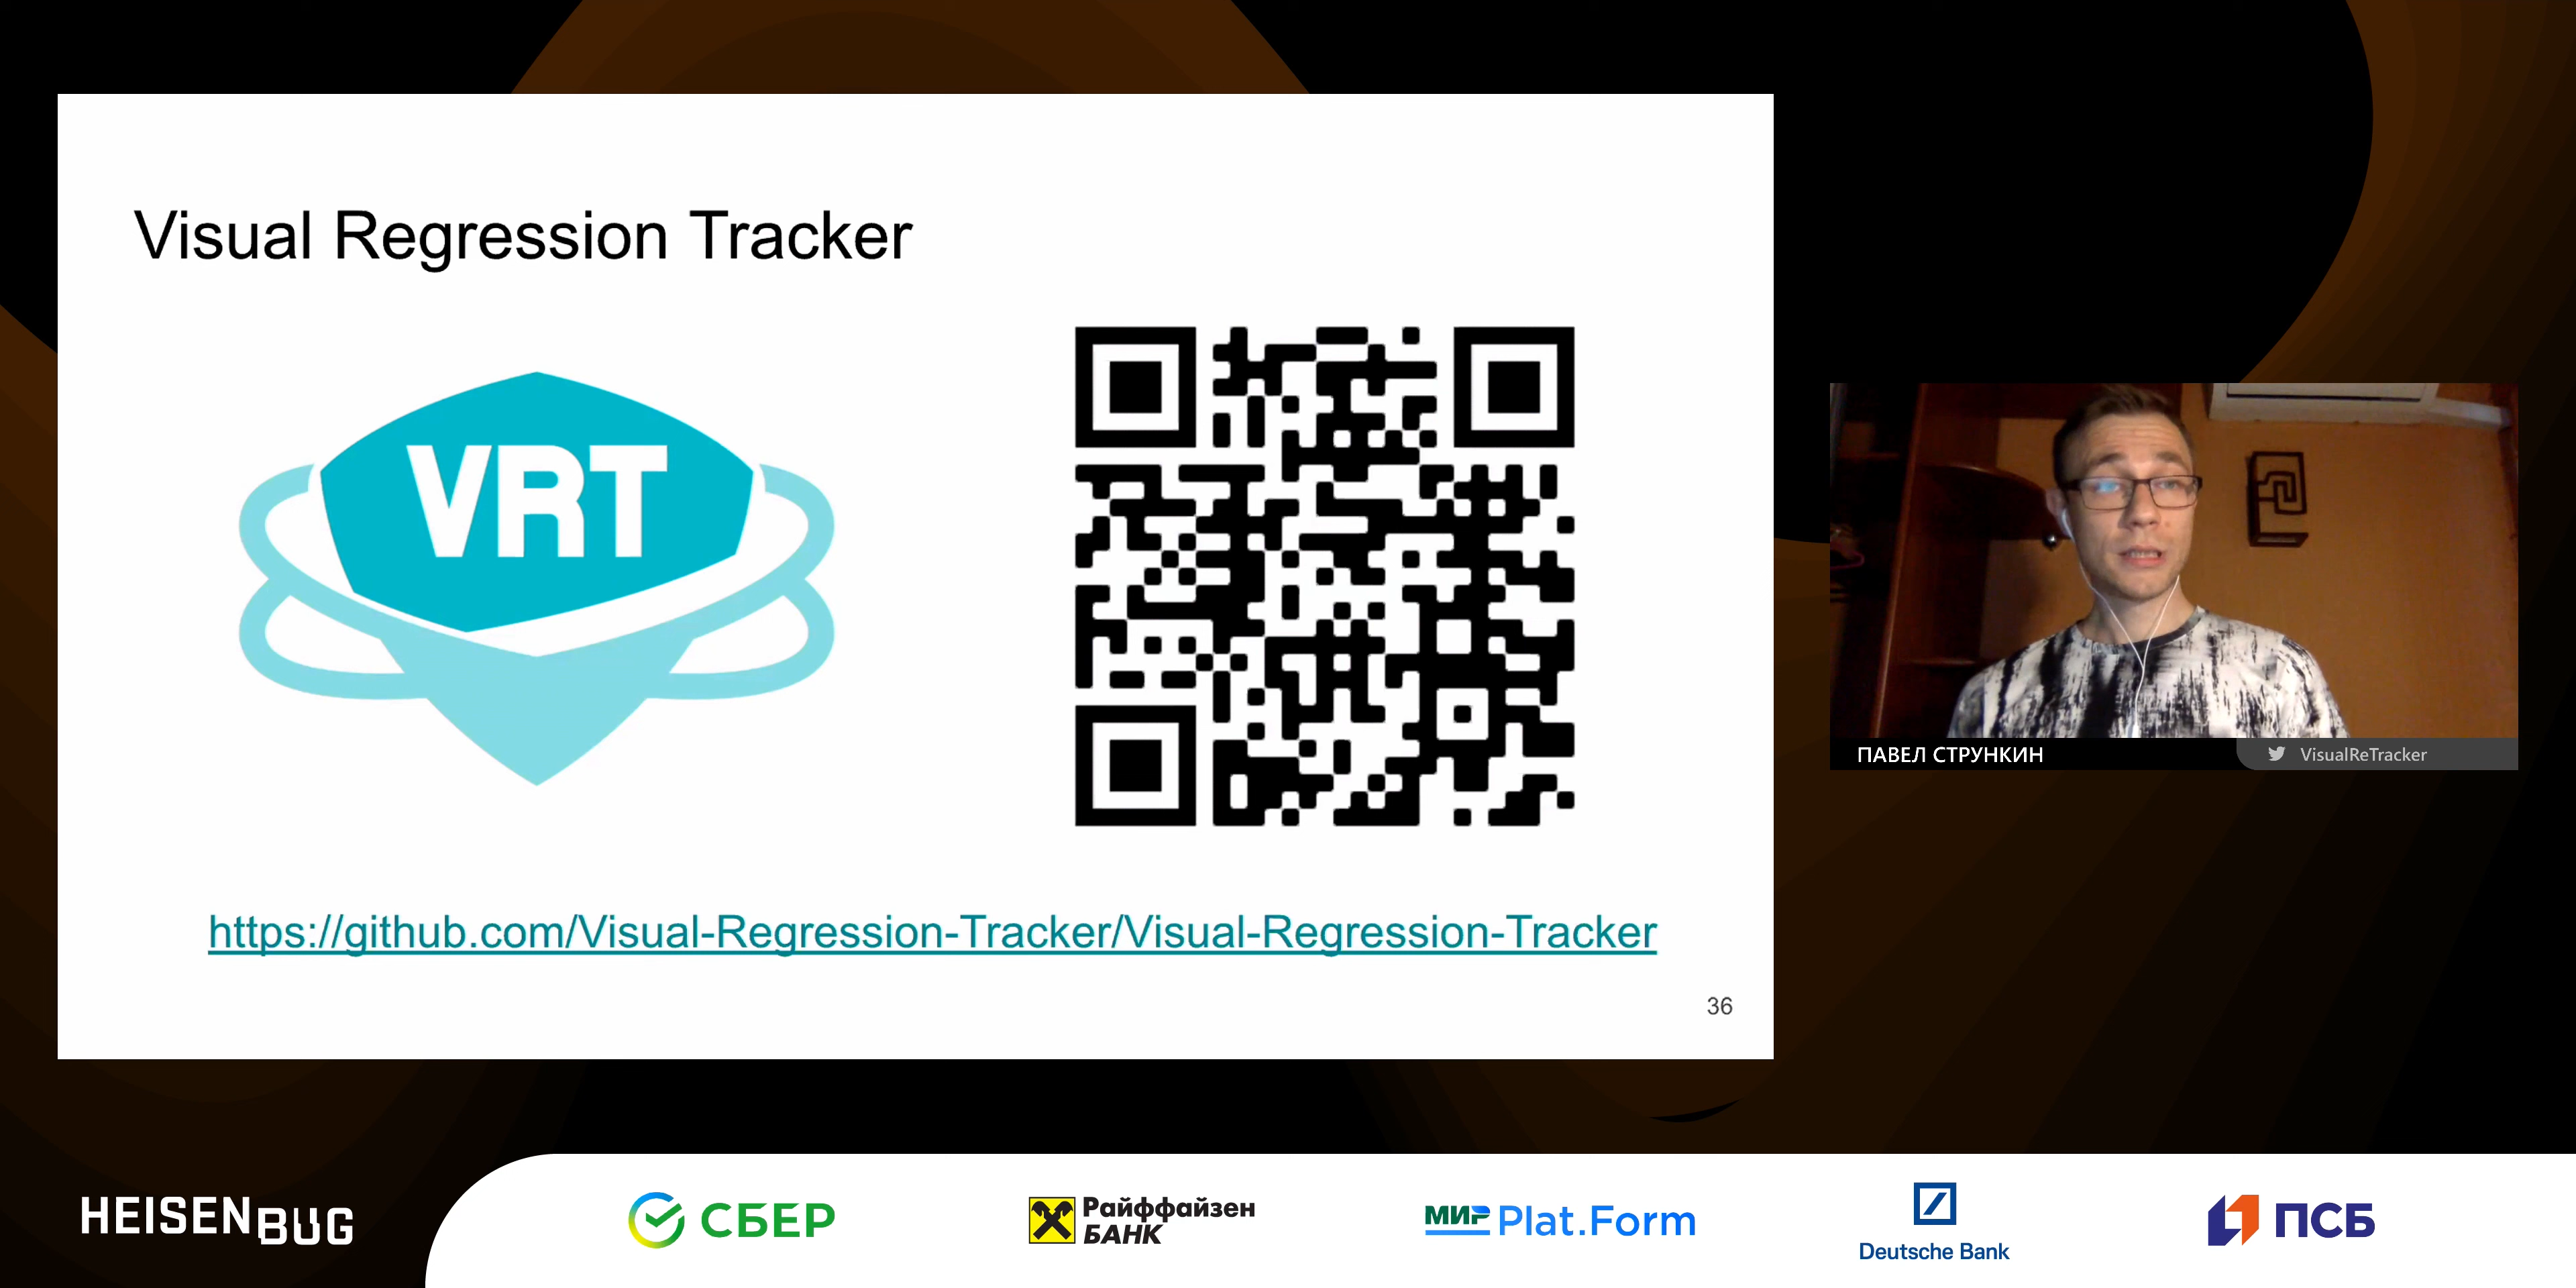 Visual Regression Tracker
VRT
https://github.com/Visual-Regression-Tracker/Visual-Regression-Tracker
36
ПАВЕЛ СТРУНКИН
VisualReTracker
HEISENBUG
СБЕР
Райффайзен
БАНК
МИР Plat.Form
Deutsche Bank
ПСБ